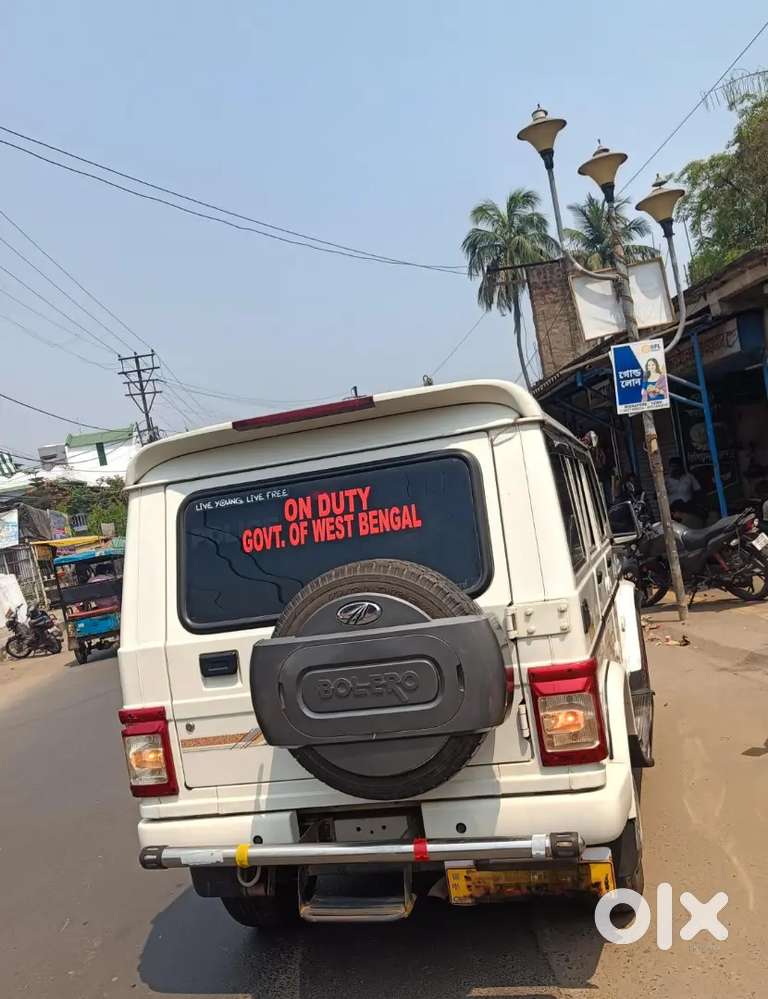 LIVE YOUNG LIVE FREE
ON DUTY
GOVT. OF WEST BENGAL
BOLERO
গোল্ড
লোন
olx